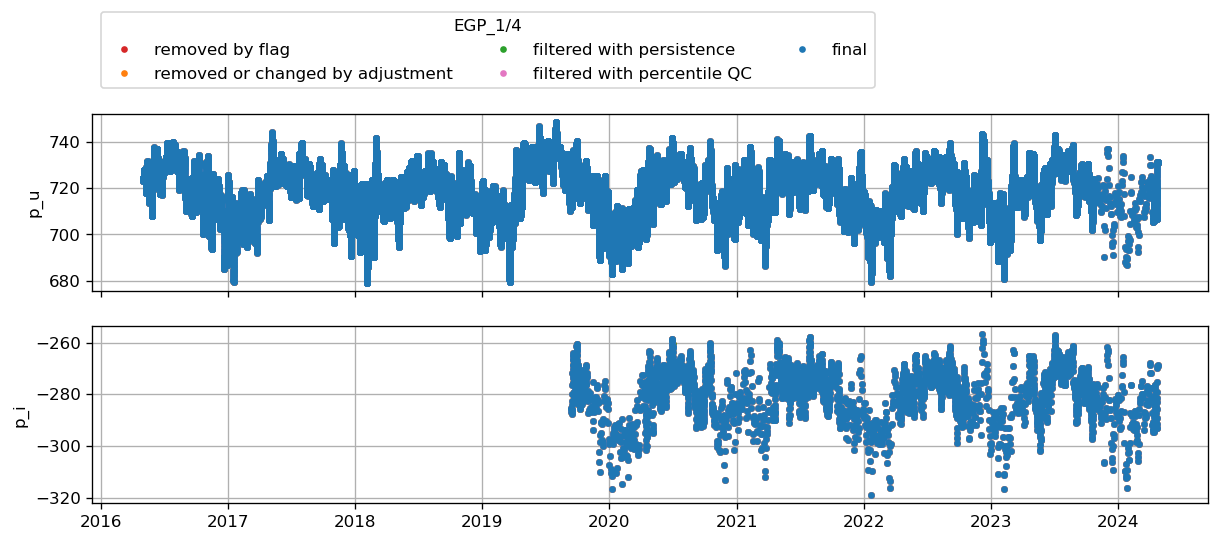 EGP_1/4
removed by flag
filtered with persistence
final
removed or changed by adjustment
filtered with percentile QC
740
720
700
680
p_u
−260
−280
−300
−320
p_i
2016 2017 2018 2019 2020 2021 2022 2023 2024